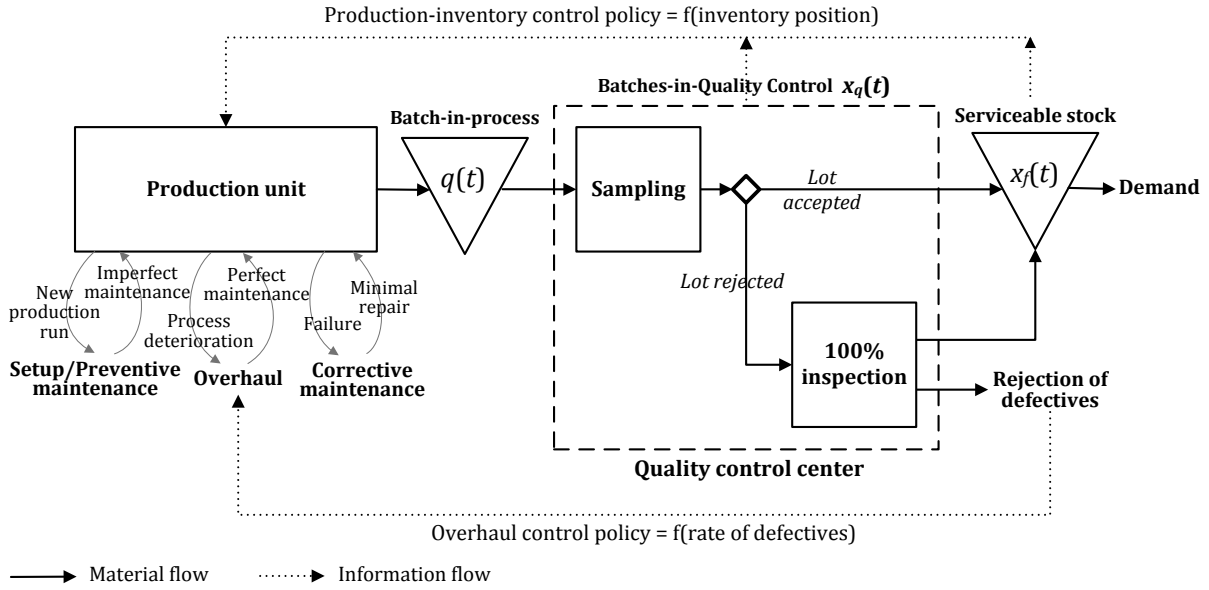 Production-inventory control policy = f(inventory position)
Batches-in-Quality Control x_q(t)
Batch-in-process
Serviceable stock
Production unit
q(t)
Sampling
Lot
accepted
x_f(t)
Demand
Lot rejected
New
production
run
Imperfect
maintenance
Process
deterioration
Perfect
maintenance
Failure
Minimal
repair
Setup/Preventive
maintenance
Overhaul
Corrective
maintenance
100%
inspection
Rejection of
defectives
Quality control center
Overhaul control policy = f(rate of defectives)
Material flow
Information flow